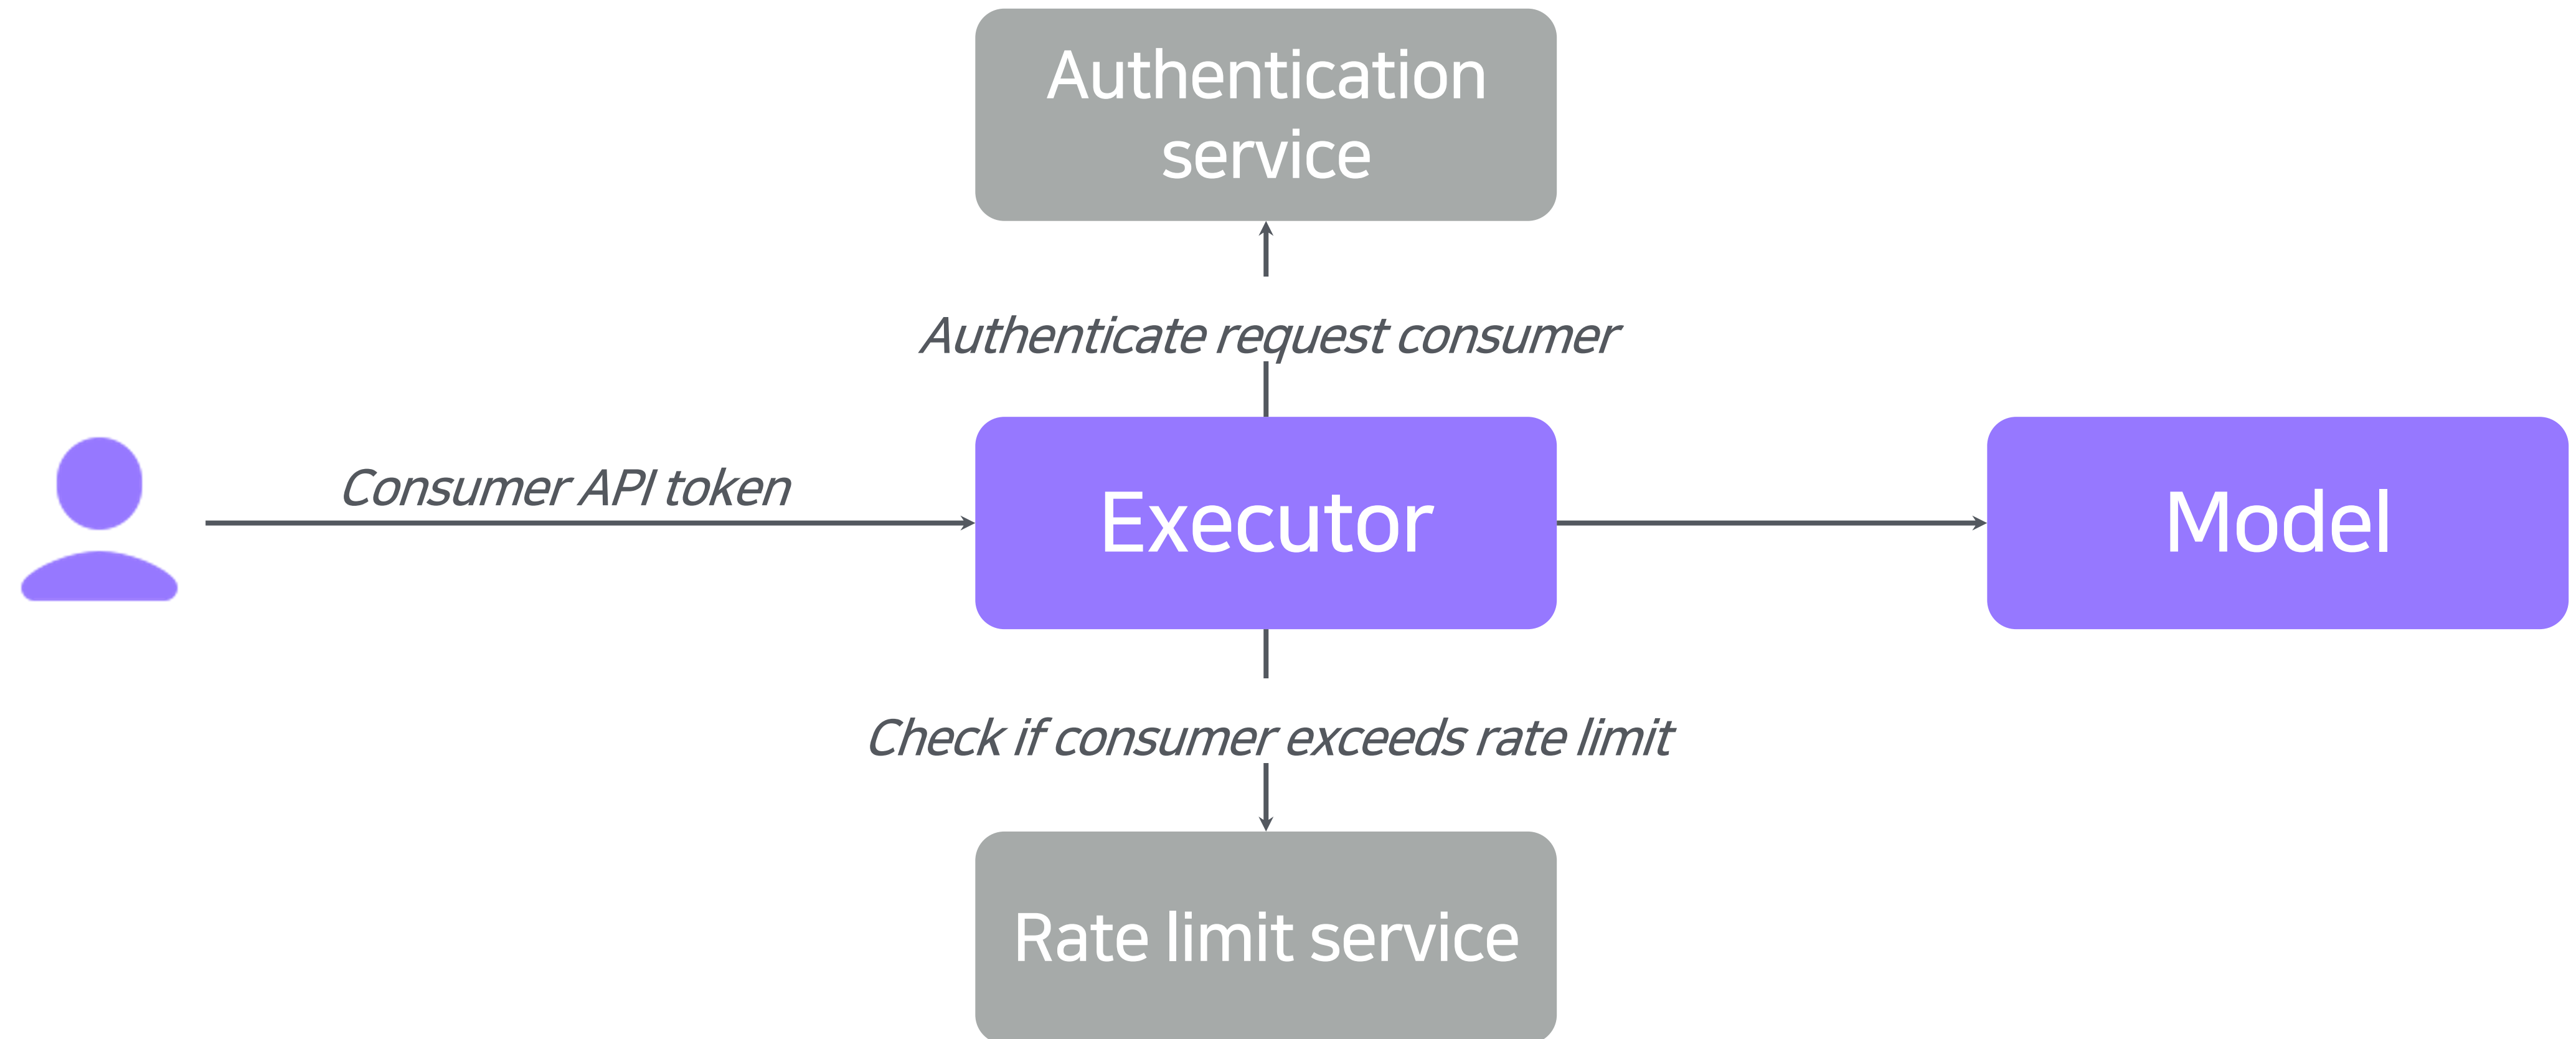 Authentication
service
Authenticate request consumer
Consumer API token
Executor
Model
Check if consumer exceeds rate limit
Rate limit service